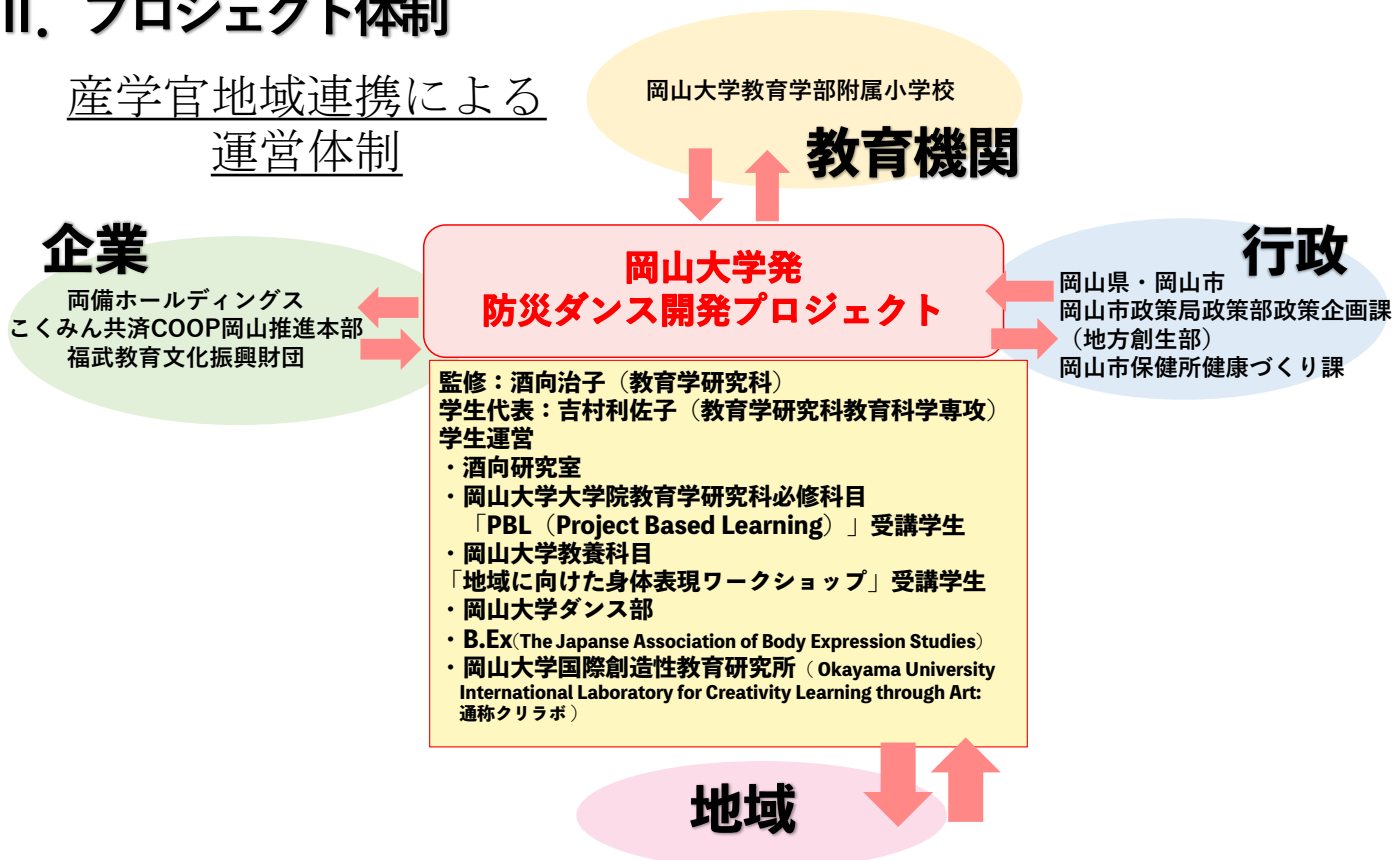 II．プロジェクト体制
産学官地域連携による
運営体制
岡山大学教育学部附属小学校
教育機関
企業
両備ホールディングス
こくみん共済COOP岡山推進本部
福武教育文化振興財団
岡山大学発
防災ダンス開発プロジェクト
行政
岡山県・岡山市
岡山市政策局政策部政策企画課
（地方創生部）
岡山市保健所健康づくり課
監修：酒向治子（教育学研究科）
学生代表：吉村利佐子（教育学研究科教育科学専攻）
学生運営
・酒向研究室
・岡山大学大学院教育学研究科必修科目
「PBL（Project Based Learning）」受講学生
・岡山大学教養科目
「地域に向けた身体表現ワークショップ」受講学生
・岡山大学ダンス部
・B.Ex(The Japanse Association of Body Expression Studies）
・岡山大学国際創造性教育研究所（ Okayama University
International Laboratory for Creativity Learning through Art:
通称クリラボ ）
地域